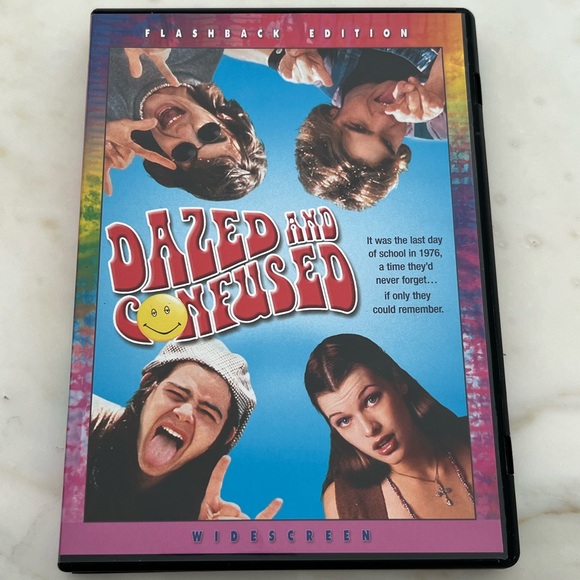 FLASHBACK EDITION
DAZED AND
CONFUSED
It was the last day
of school in 1976,
a time they'd
never forget...
if only they
could remember.
WIDESCREEN